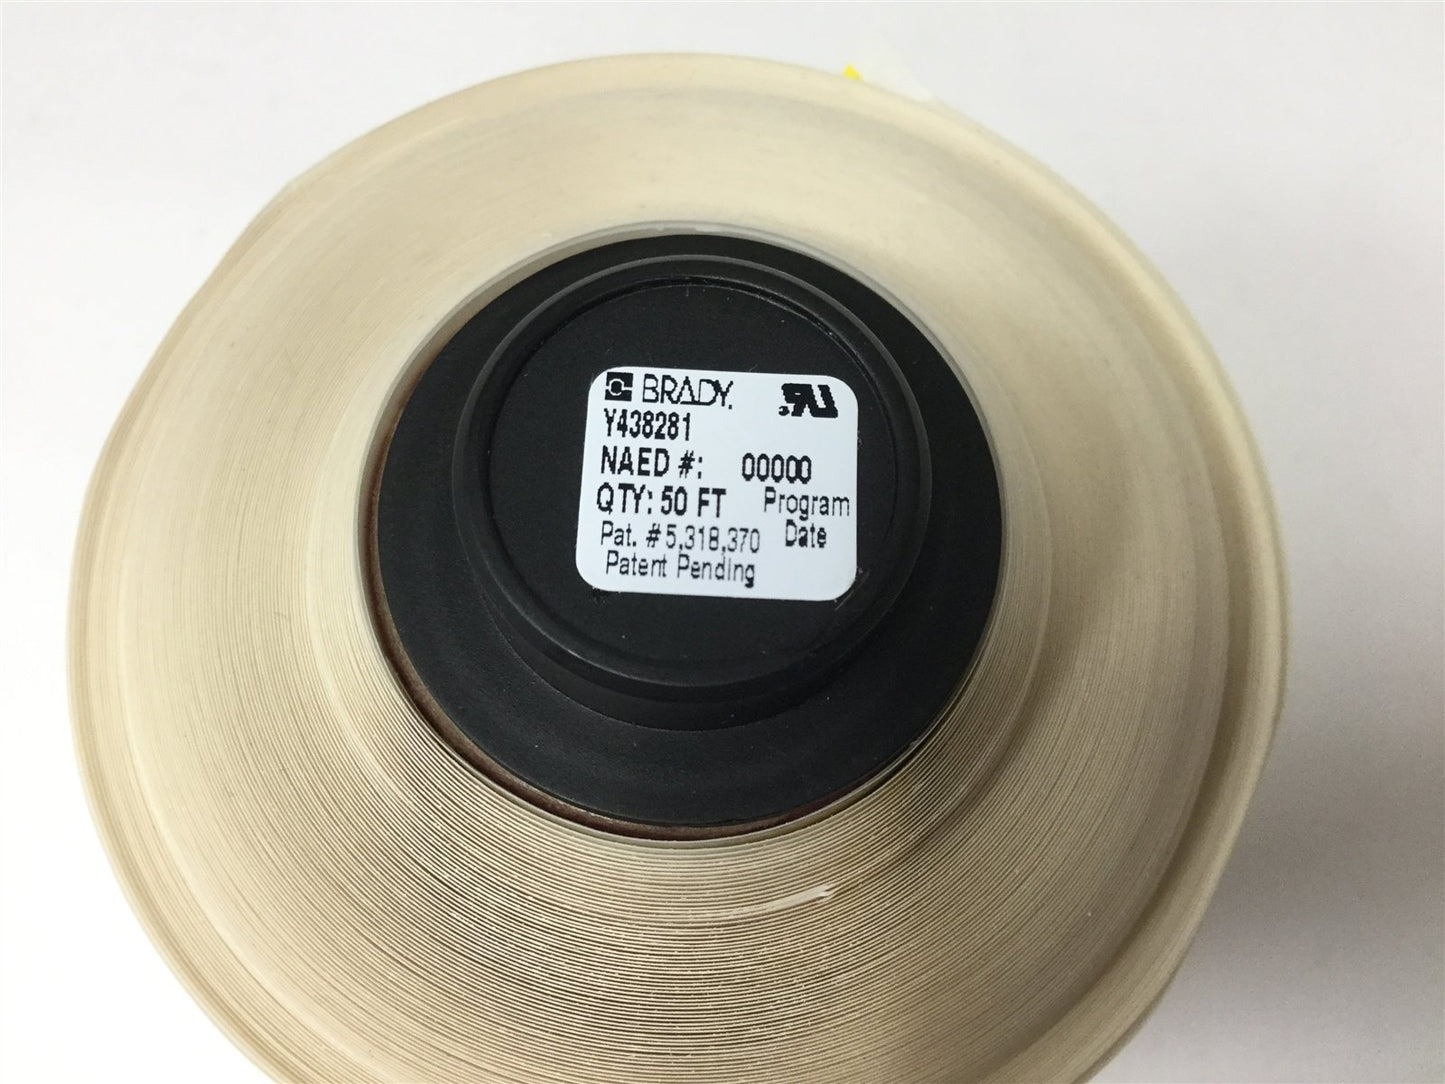 BRADY.
Y438281
NAED #: 00000
QTY: 50 FT Program
Pat. # 5,318,370 Date
Patent Pending